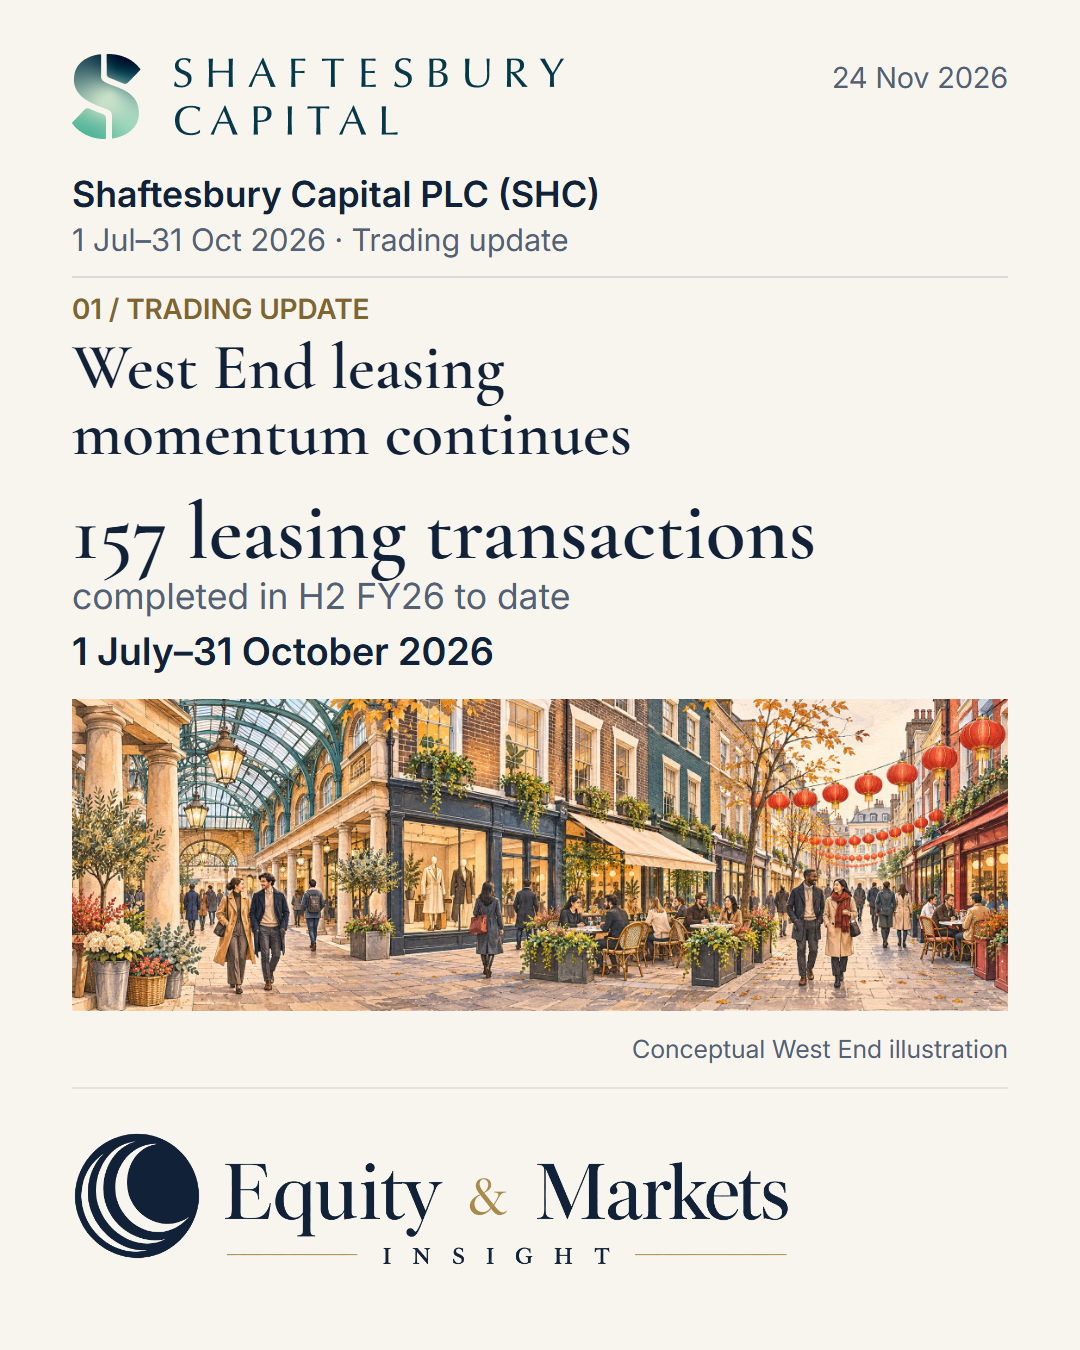 SHAFTESBURY
CAPITAL
24 Nov 2026
Shaftesbury Capital PLC (SHC)
1 Jul–31 Oct 2026 · Trading update
01 / TRADING UPDATE
West End leasing
momentum continues
157 leasing transactions
completed in H2 FY26 to date
1 July–31 October 2026
Conceptual West End illustration
Equity & Markets
INSIGHT